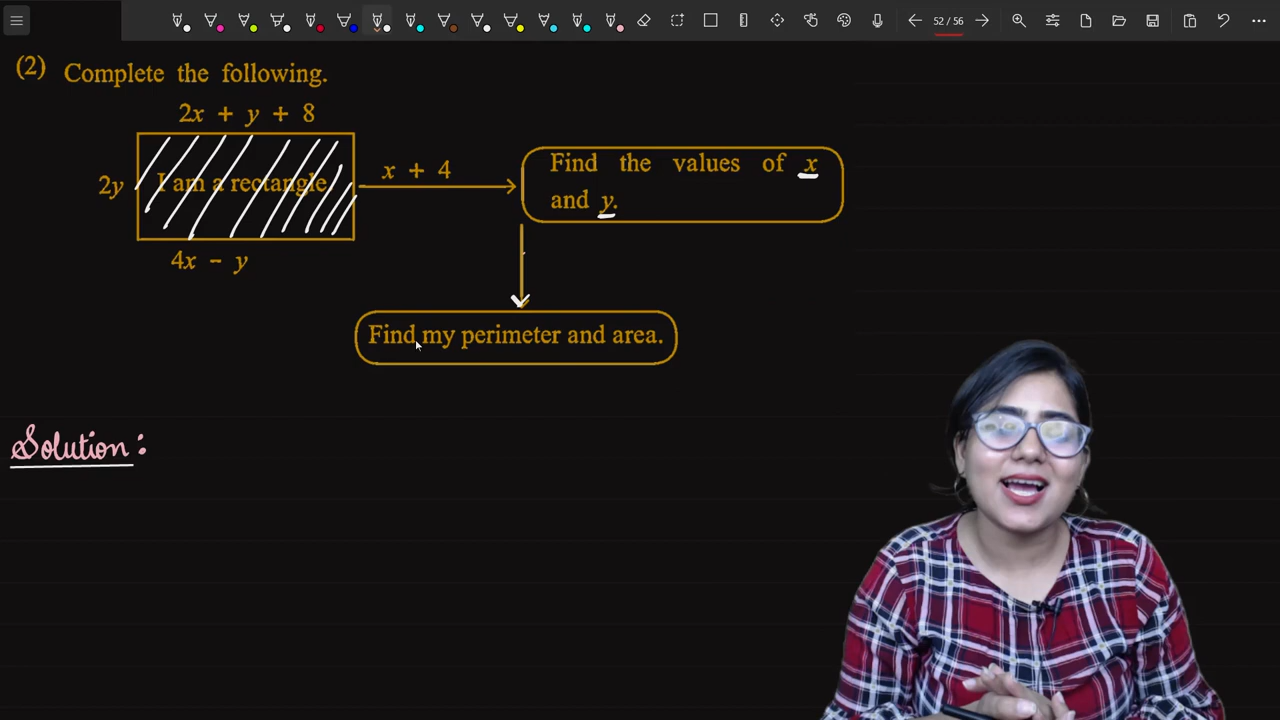 52 / 56
(2) Complete the following.
2x + y + 8
2y
I am a rectangle
x + 4
4x - y
Find the values of x
and y.
Find my perimeter and area.
Solution: